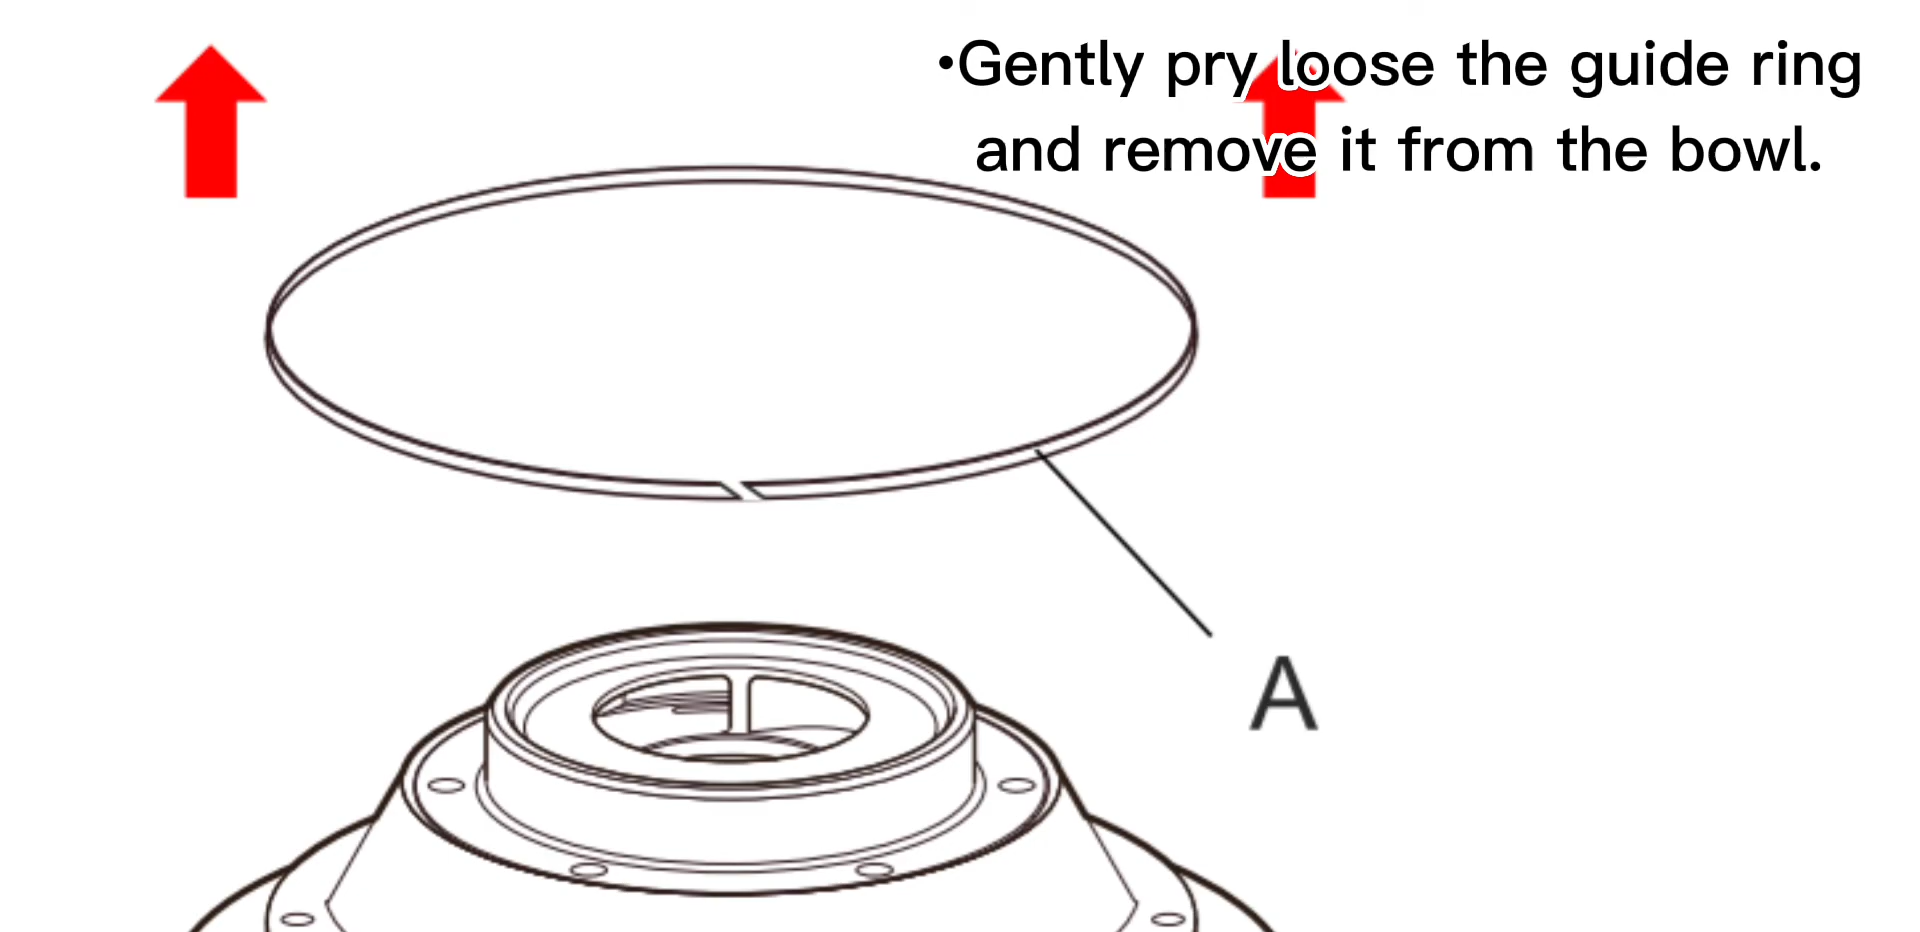 •Gently pry loose the guide ring
and remove it from the bowl.
A